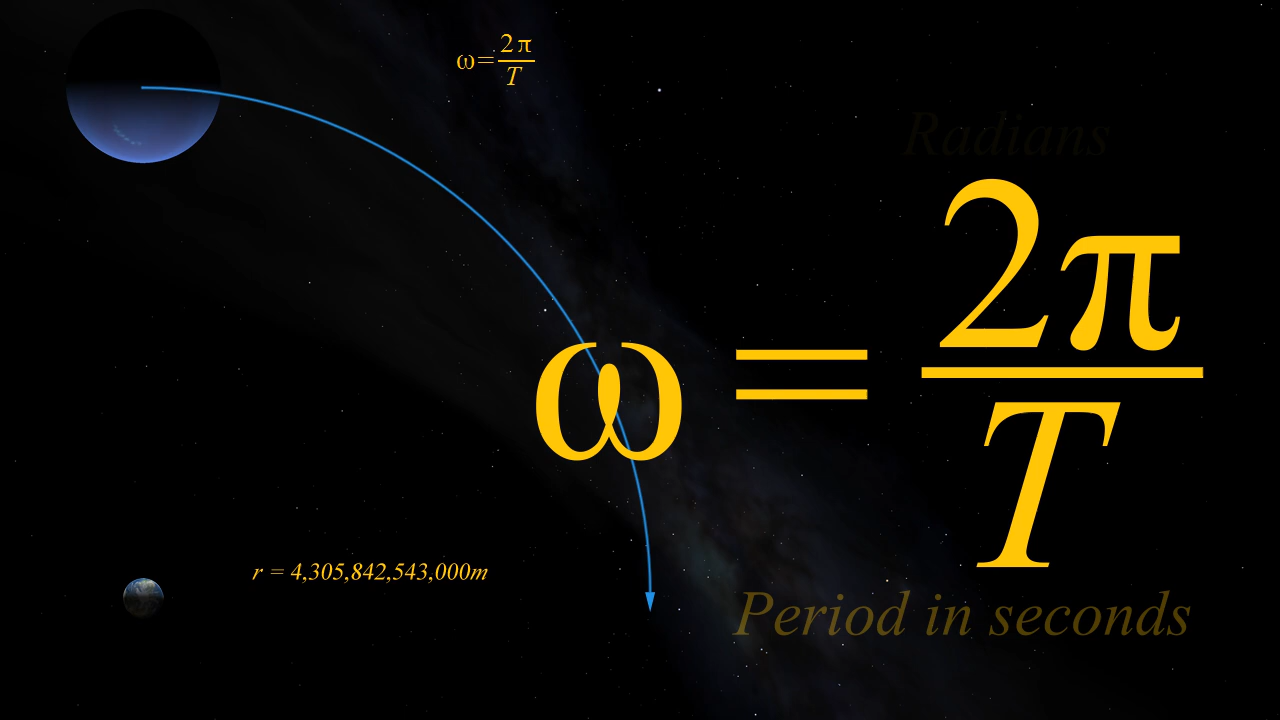 ω=2π/T
Radians
ω = 2π/T
r = 4,305,842,543,000m
Period in seconds